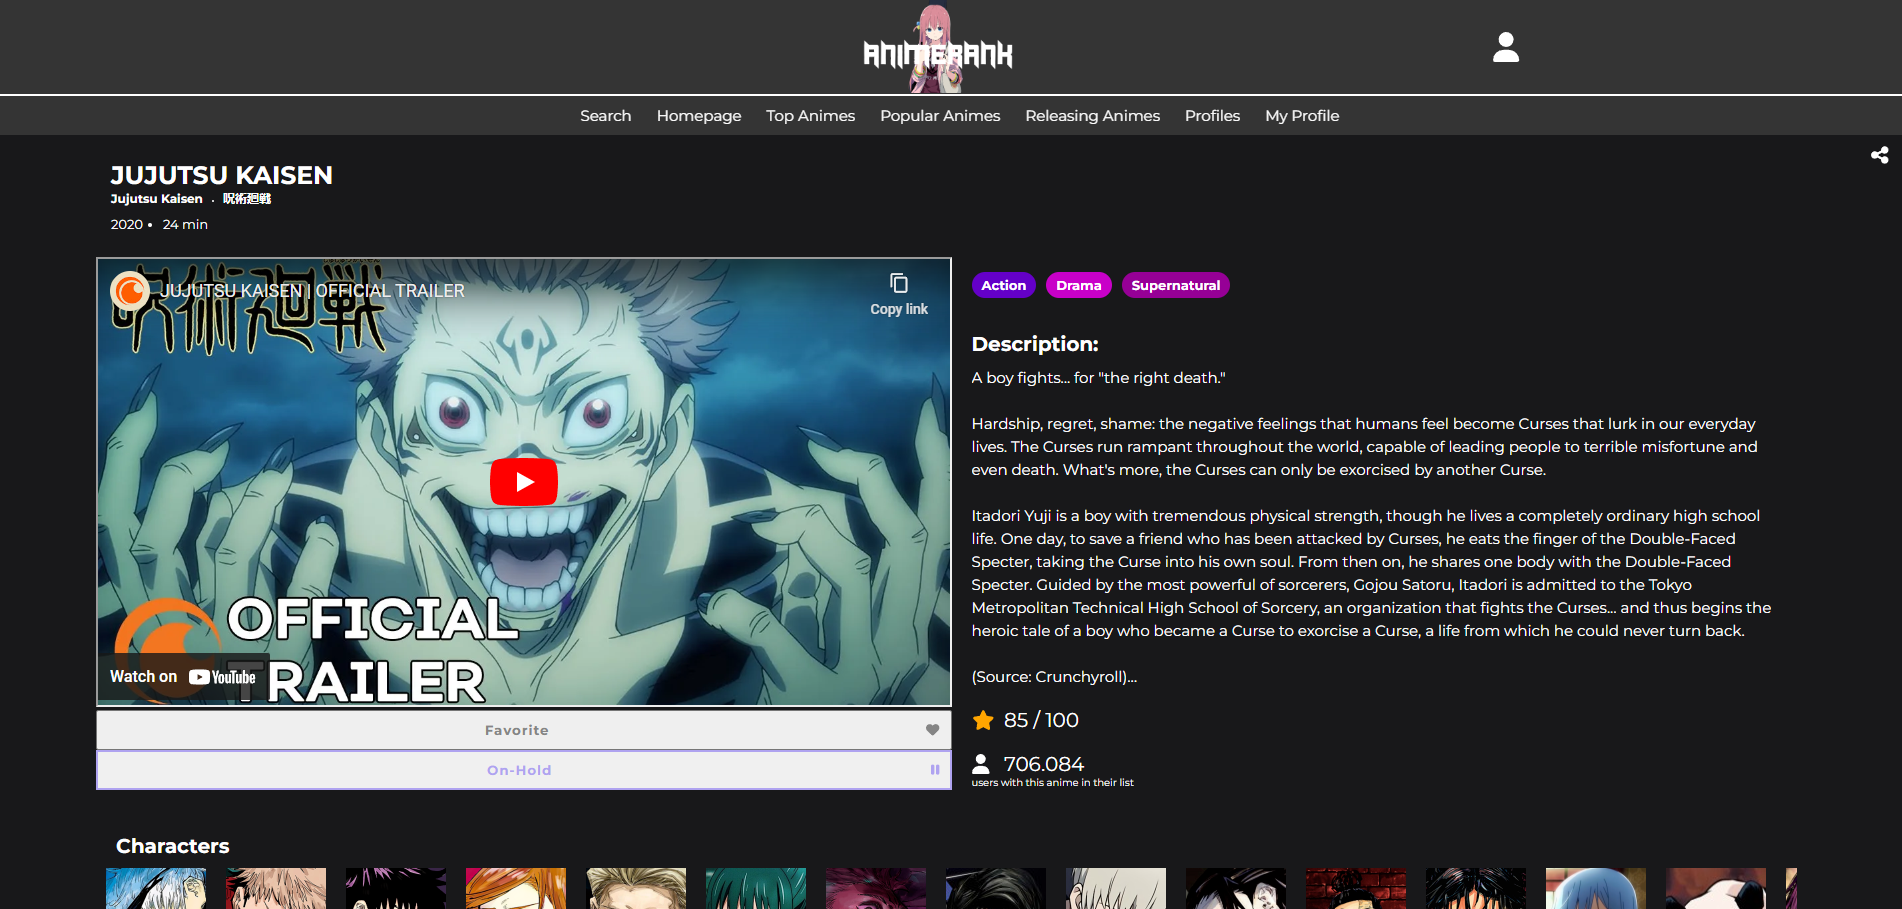 ANIMERANK
Search Homepage Top Animes Popular Animes Releasing Animes Profiles My Profile
JUJUTSU KAISEN
Jujutsu Kaisen . 呪術廻戦
2020 • 24 min
呪術廻戦
JUJUTSU KAISEN | OFFICIAL TRAILER
Copy link
OFFICIAL
TRAILER
Watch on YouTube
Favorite
On-Hold
Action Drama Supernatural
Description:
A boy fights... for "the right death."
Hardship, regret, shame: the negative feelings that humans feel become Curses that lurk in our everyday
lives. The Curses run rampant throughout the world, capable of leading people to terrible misfortune and
even death. What's more, the Curses can only be exorcised by another Curse.
Itadori Yuji is a boy with tremendous physical strength, though he lives a completely ordinary high school
life. One day, to save a friend who has been attacked by Curses, he eats the finger of the Double-Faced
Specter, taking the Curse into his own soul. From then on, he shares one body with the Double-Faced
Specter. Guided by the most powerful of sorcerers, Gojou Satoru, Itadori is admitted to the Tokyo
Metropolitan Technical High School of Sorcery, an organization that fights the Curses... and thus begins the
heroic tale of a boy who became a Curse to exorcise a Curse, a life from which he could never turn back.
(Source: Crunchyroll)...
85 / 100
706.084
users with this anime in their list
Characters